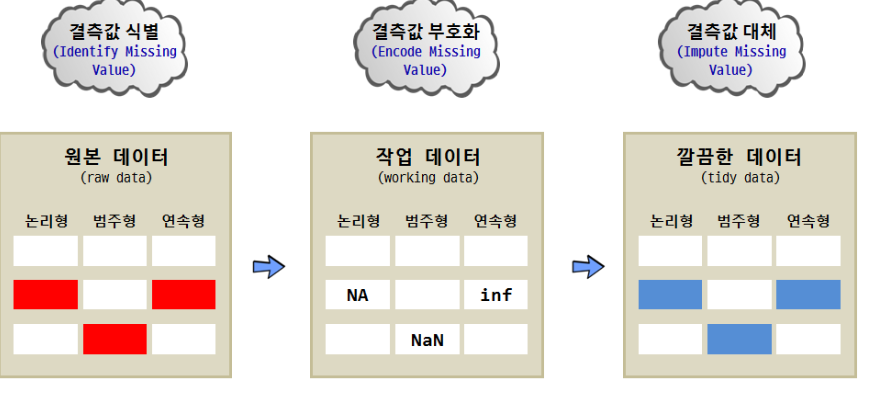 결측값 식별
(Identify Missing
Value)
결측값 부호화
(Encode Missing
Value)
결측값 대체
(Impute Missing
Value)
원본 데이터
(raw data)
논리형 범주형 연속형
작업 데이터
(working data)
논리형 범주형 연속형
NA inf
NaN
깔끔한 데이터
(tidy data)
논리형 범주형 연속형